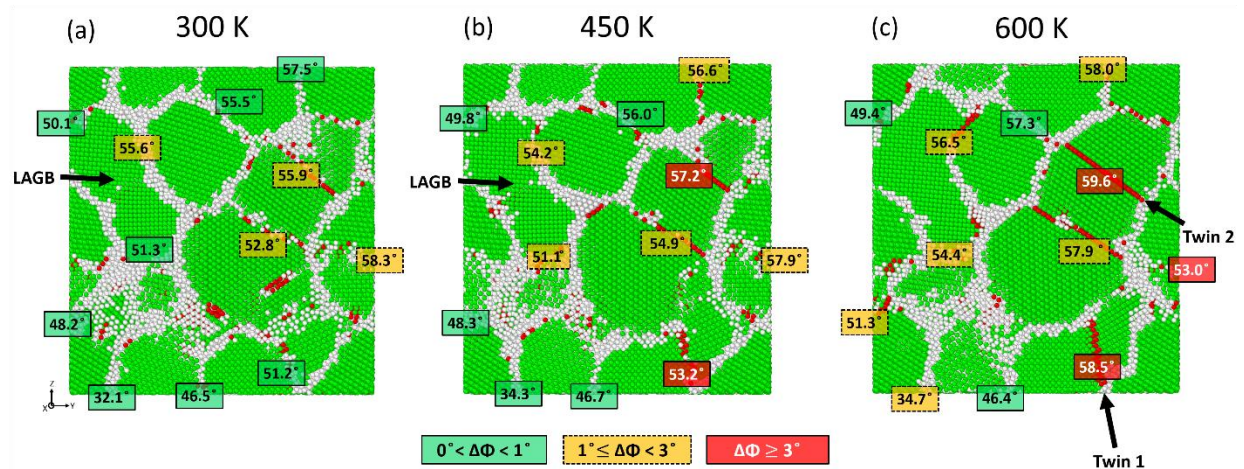 (a)
300 K
57.5°
55.5°
50.1°
55.6°
LAGB
55.9°
52.8°
51.3°
58.3°
48.2°
51.2°
32.1°
46.5°
Z
X
Y
(b)
450 K
56.6°
49.8°
56.0°
54.2°
LAGB
57.2°
54.9°
51.1°
57.9°
48.3°
53.2°
34.3°
46.7°
(c)
600 K
58.0°
49.4°
57.3°
56.5°
59.6°
Twin 2
57.9°
54.4°
53.0°
51.3°
58.5°
34.7°
46.4°
Twin 1
0°< ΔΦ < 1°
1°≤ ΔΦ < 3°
ΔΦ ≥ 3°